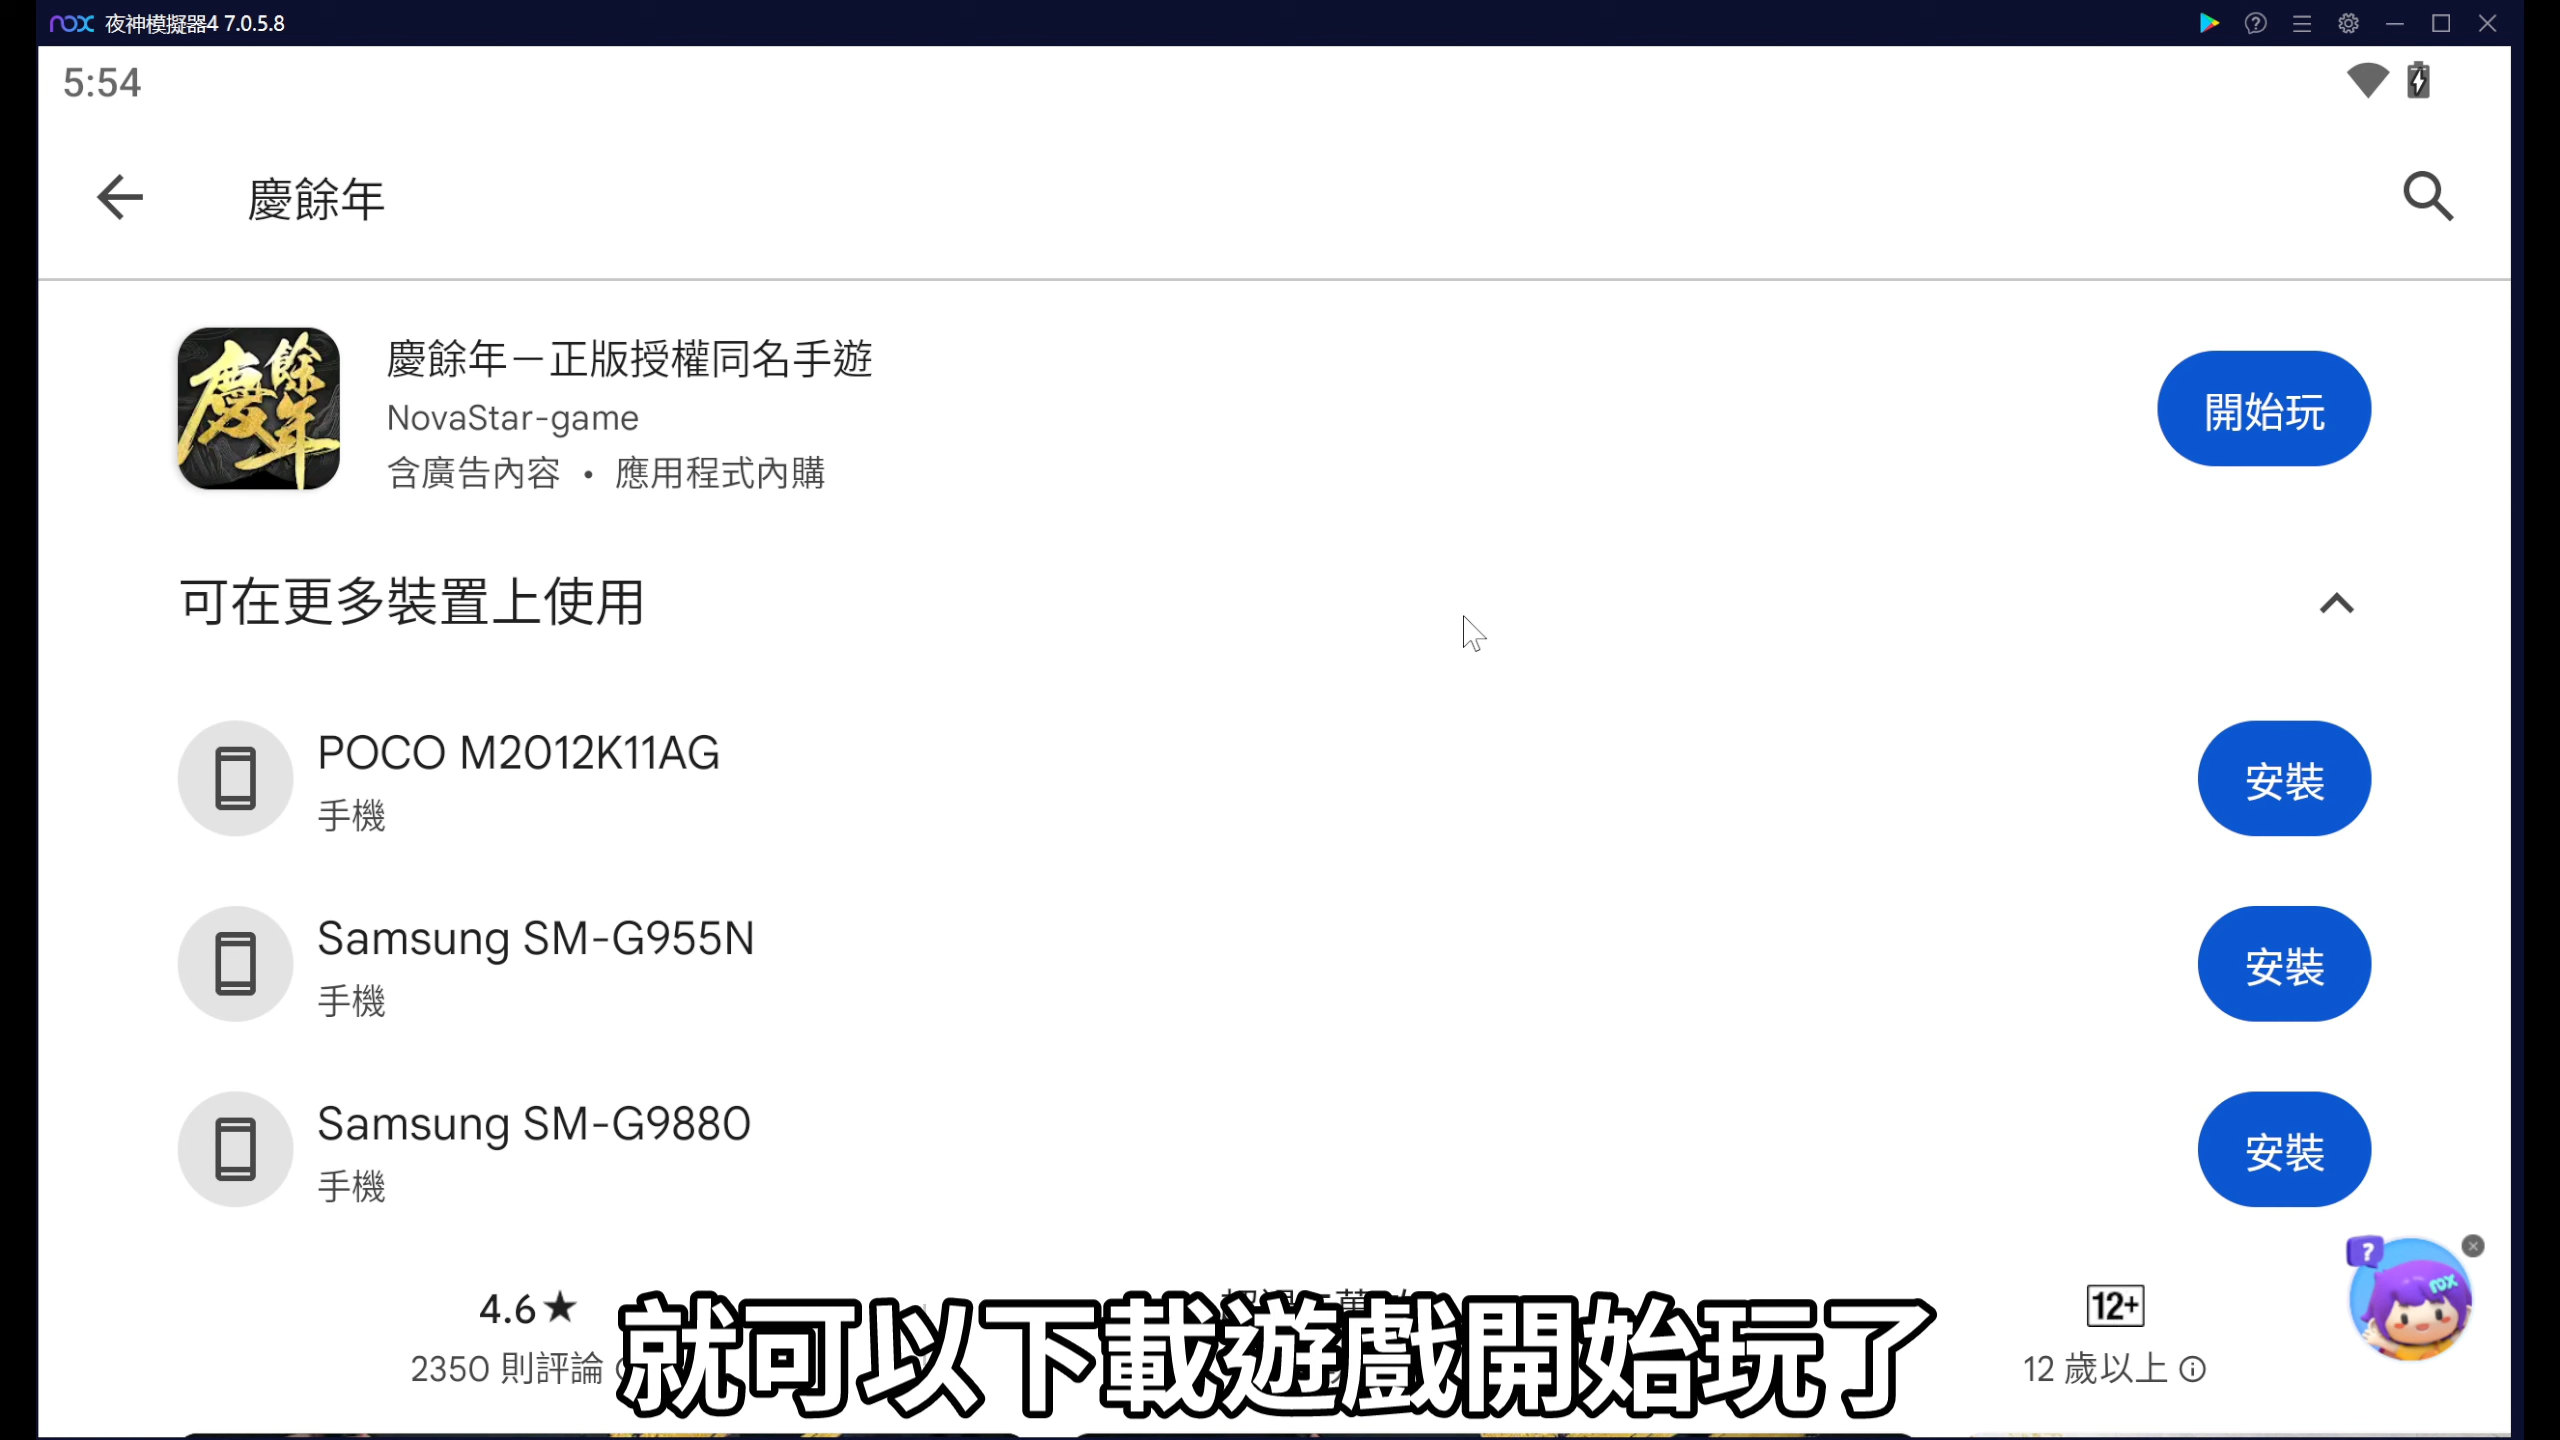 nox 夜神模擬器4 7.0.5.8
5:54
慶餘年
慶餘年
慶餘年－正版授權同名手遊
NovaStar-game
含廣告內容 • 應用程式內購
開始玩
可在更多裝置上使用
POCO M2012K11AG
手機
安裝
Samsung SM-G955N
手機
安裝
Samsung SM-G9880
手機
安裝
?
nox
4.6★
2350 則評論
12+
12 歲以上
就可以下載遊戲開始玩了